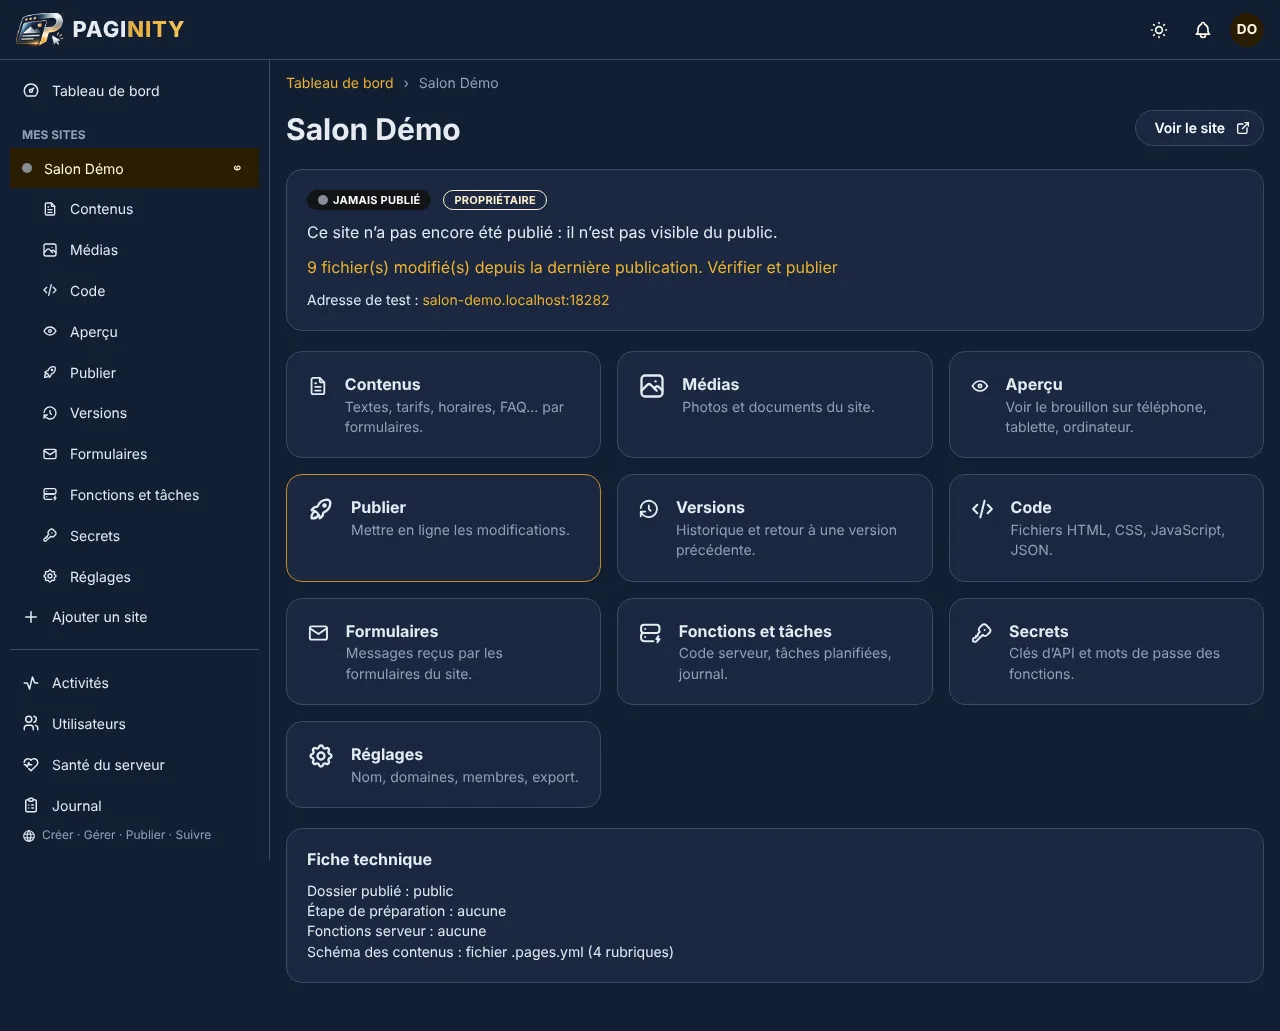 PAGINITY
DO
Tableau de bord
MES SITES
Salon Démo
Contenus
Médias
Code
Aperçu
Publier
Versions
Formulaires
Fonctions et tâches
Secrets
Réglages
Ajouter un site
Activités
Utilisateurs
Santé du serveur
Journal
Créer · Gérer · Publier · Suivre
Tableau de bord › Salon Démo
Salon Démo
Voir le site
JAMAIS PUBLIÉ PROPRIÉTAIRE
Ce site n’a pas encore été publié : il n’est pas visible du public.
9 fichier(s) modifié(s) depuis la dernière publication. Vérifier et publier
Adresse de test : salon-demo.localhost:18282
Contenus
Textes, tarifs, horaires, FAQ… par
formulaires.
Médias
Photos et documents du site.
Aperçu
Voir le brouillon sur téléphone,
tablette, ordinateur.
Publier
Mettre en ligne les modifications.
Versions
Historique et retour à une version
précédente.
Code
Fichiers HTML, CSS, JavaScript,
JSON.
Formulaires
Messages reçus par les
formulaires du site.
Fonctions et tâches
Code serveur, tâches planifiées,
journal.
Secrets
Clés d’API et mots de passe des
fonctions.
Réglages
Nom, domaines, membres, export.
Fiche technique
Dossier publié : public
Étape de préparation : aucune
Fonctions serveur : aucune
Schéma des contenus : fichier .pages.yml (4 rubriques)